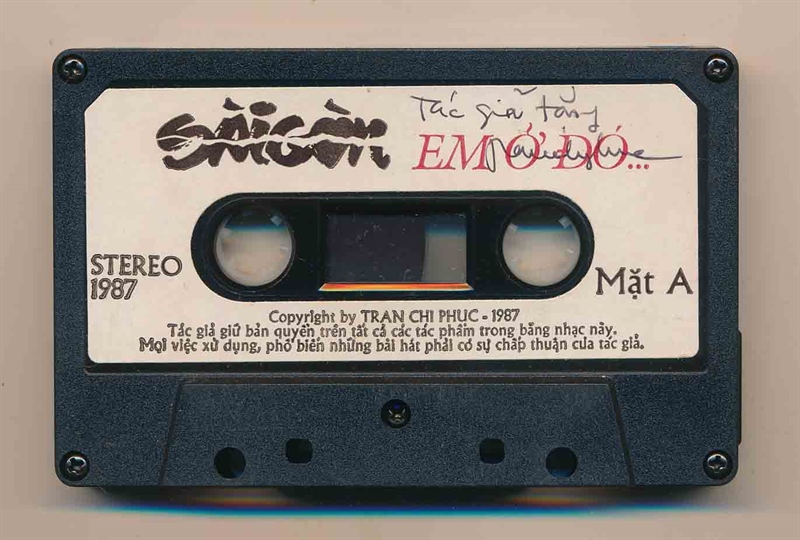 SÀIGÒN
Tác giả tặng
EM Ở ĐÓ...
STEREO
1987
Mặt A
Copyright by TRAN CHI PHUC - 1987
Tác giả giữ bản quyền trên tất cả các tác phẩm trong băng nhạc này.
Mọi việc xử dụng, phổ biến những bài hát phải có sự chấp thuận của tác giả.